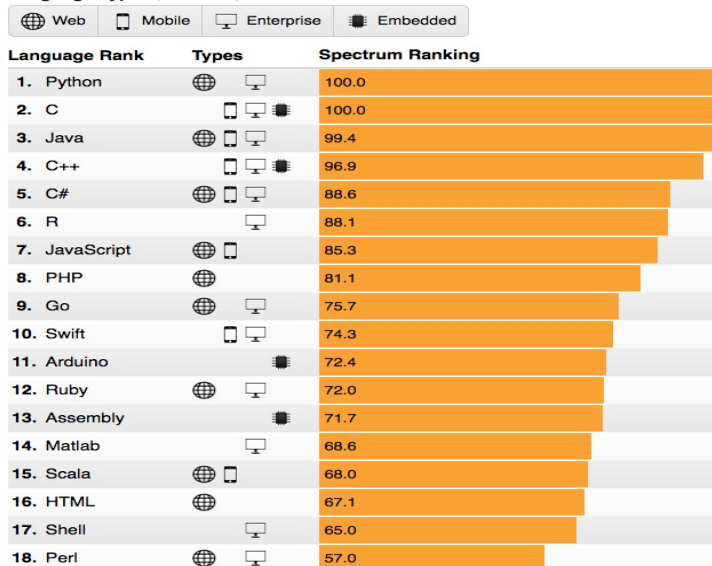 Web Mobile Enterprise Embedded
Language Rank Types Spectrum Ranking
1. Python 100.0
2. C 100.0
3. Java 99.4
4. C++ 96.9
5. C# 88.6
6. R 88.1
7. JavaScript 85.3
8. PHP 81.1
9. Go 75.7
10. Swift 74.3
11. Arduino 72.4
12. Ruby 72.0
13. Assembly 71.7
14. Matlab 68.6
15. Scala 68.0
16. HTML 67.1
17. Shell 65.0
18. Perl 57.0